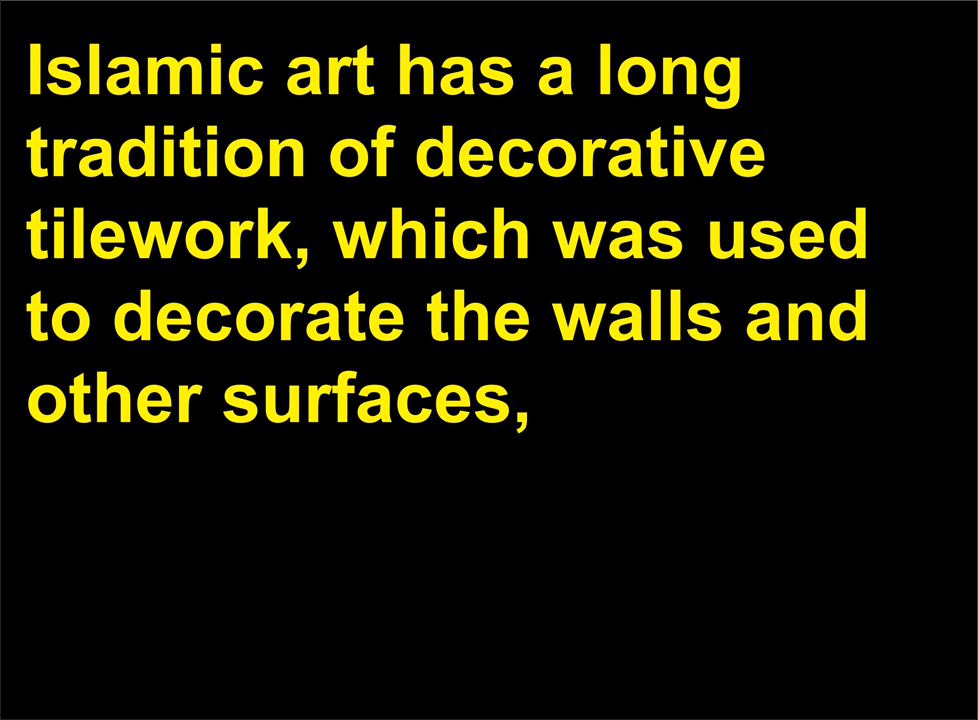 Islamic art has a long
tradition of decorative
tilework, which was used
to decorate the walls and
other surfaces,